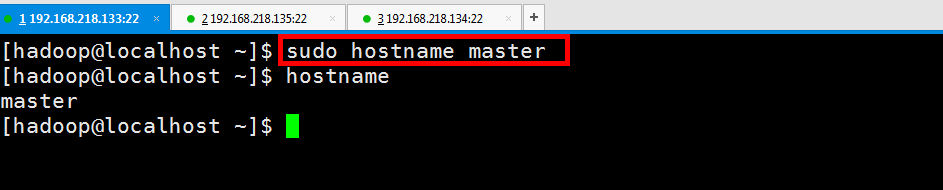 1 192.168.218.133:22 × 2 192.168.218.135:22 × 3 192.168.218.134:22 × +
[hadoop@localhost ~]$ sudo hostname master
[hadoop@localhost ~]$ hostname
master
[hadoop@localhost ~]$